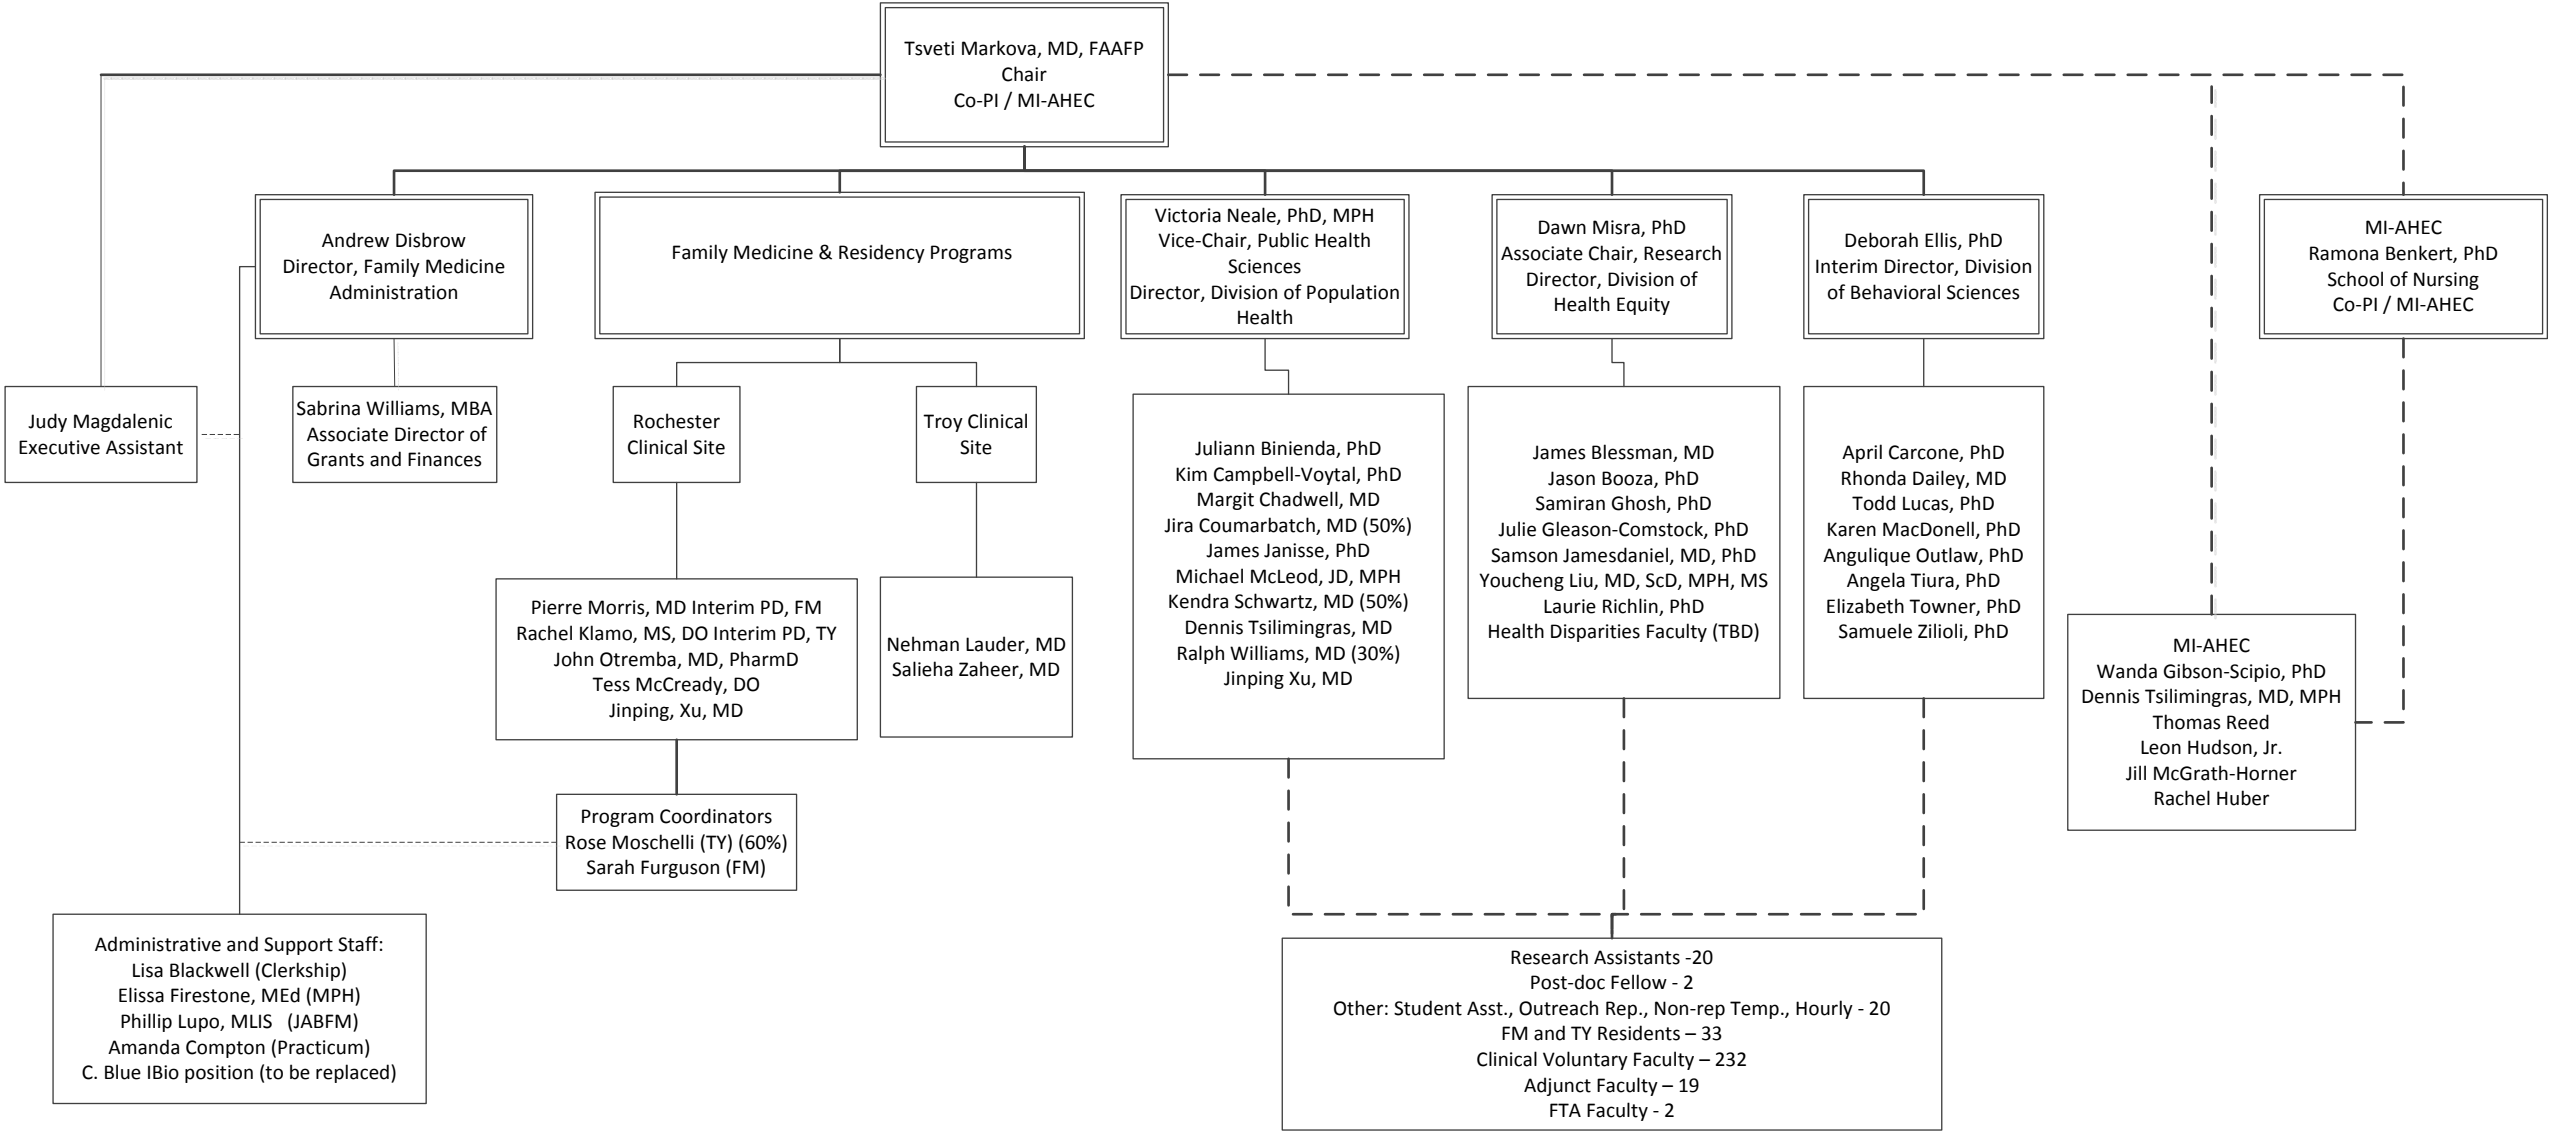 Tsveti Markova, MD, FAAFP
Chair
Co-PI / MI-AHEC
Andrew Disbrow
Director, Family Medicine
Administration
Family Medicine & Residency Programs
Victoria Neale, PhD, MPH
Vice-Chair, Public Health
Sciences
Director, Division of Population
Health
Dawn Misra, PhD
Associate Chair, Research
Director, Division of
Health Equity
Deborah Ellis, PhD
Interim Director, Division
of Behavioral Sciences
MI-AHEC
Ramona Benkert, PhD
School of Nursing
Co-PI / MI-AHEC
Judy Magdalenic
Executive Assistant
Sabrina Williams, MBA
Associate Director of
Grants and Finances
Rochester
Clinical Site
Troy Clinical
Site
Juliann Binienda, PhD
Kim Campbell-Voytal, PhD
Margit Chadwell, MD
Jira Coumarbatch, MD (50%)
James Janisse, PhD
Michael McLeod, JD, MPH
Kendra Schwartz, MD (50%)
Dennis Tsilimingras, MD
Ralph Williams, MD (30%)
Jinping Xu, MD
James Blessman, MD
Jason Booza, PhD
Samiran Ghosh, PhD
Julie Gleason-Comstock, PhD
Samson Jamesdaniel, MD, PhD
Youcheng Liu, MD, ScD, MPH, MS
Laurie Richlin, PhD
Health Disparities Faculty (TBD)
April Carcone, PhD
Rhonda Dailey, MD
Todd Lucas, PhD
Karen MacDonell, PhD
Angulique Outlaw, PhD
Angela Tiura, PhD
Elizabeth Towner, PhD
Samuele Zilioli, PhD
Pierre Morris, MD Interim PD, FM
Rachel Klamo, MS, DO Interim PD, TY
John Otremba, MD, PharmD
Tess McCready, DO
Jinping, Xu, MD
Nehman Lauder, MD
Salieha Zaheer, MD
MI-AHEC
Wanda Gibson-Scipio, PhD
Dennis Tsilimingras, MD, MPH
Thomas Reed
Leon Hudson, Jr.
Jill McGrath-Horner
Rachel Huber
Program Coordinators
Rose Moschelli (TY) (60%)
Sarah Furguson (FM)
Administrative and Support Staff:
Lisa Blackwell (Clerkship)
Elissa Firestone, MEd (MPH)
Phillip Lupo, MLIS (JABFM)
Amanda Compton (Practicum)
C. Blue IBio position (to be replaced)
Research Assistants -20
Post-doc Fellow - 2
Other: Student Asst., Outreach Rep., Non-rep Temp., Hourly - 20
FM and TY Residents – 33
Clinical Voluntary Faculty – 232
Adjunct Faculty – 19
FTA Faculty - 2